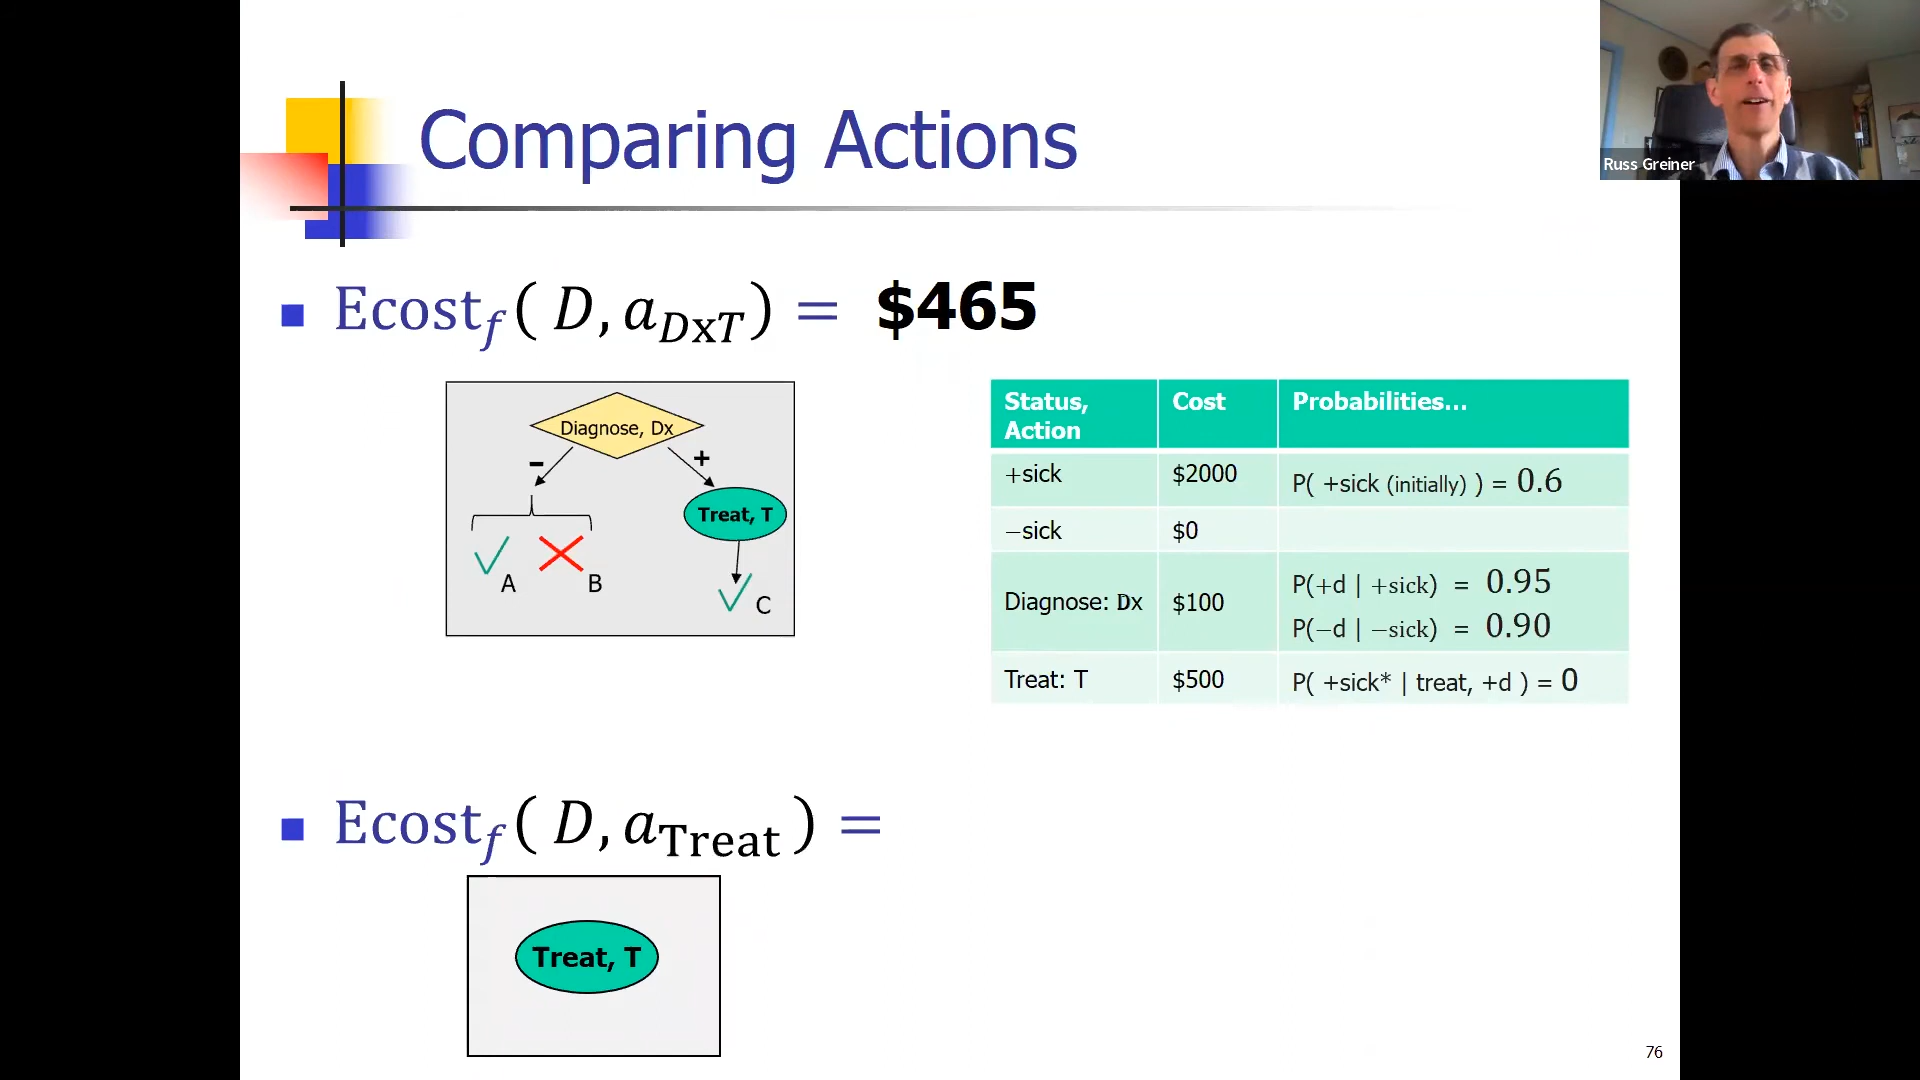 Russ Greiner
Comparing Actions
Ecost_f( D, a_DxT) = $465
Diagnose, Dx
– +
Treat, T
A B
C
Status, Action Cost Probabilities...
+sick $2000 P( +sick (initially) ) = 0.6
−sick $0
Diagnose: Dx $100 P(+d | +sick) = 0.95
P(−d | −sick) = 0.90
Treat: T $500 P( +sick* | treat, +d ) = 0
Ecost_f( D, a_Treat ) =
Treat, T
76